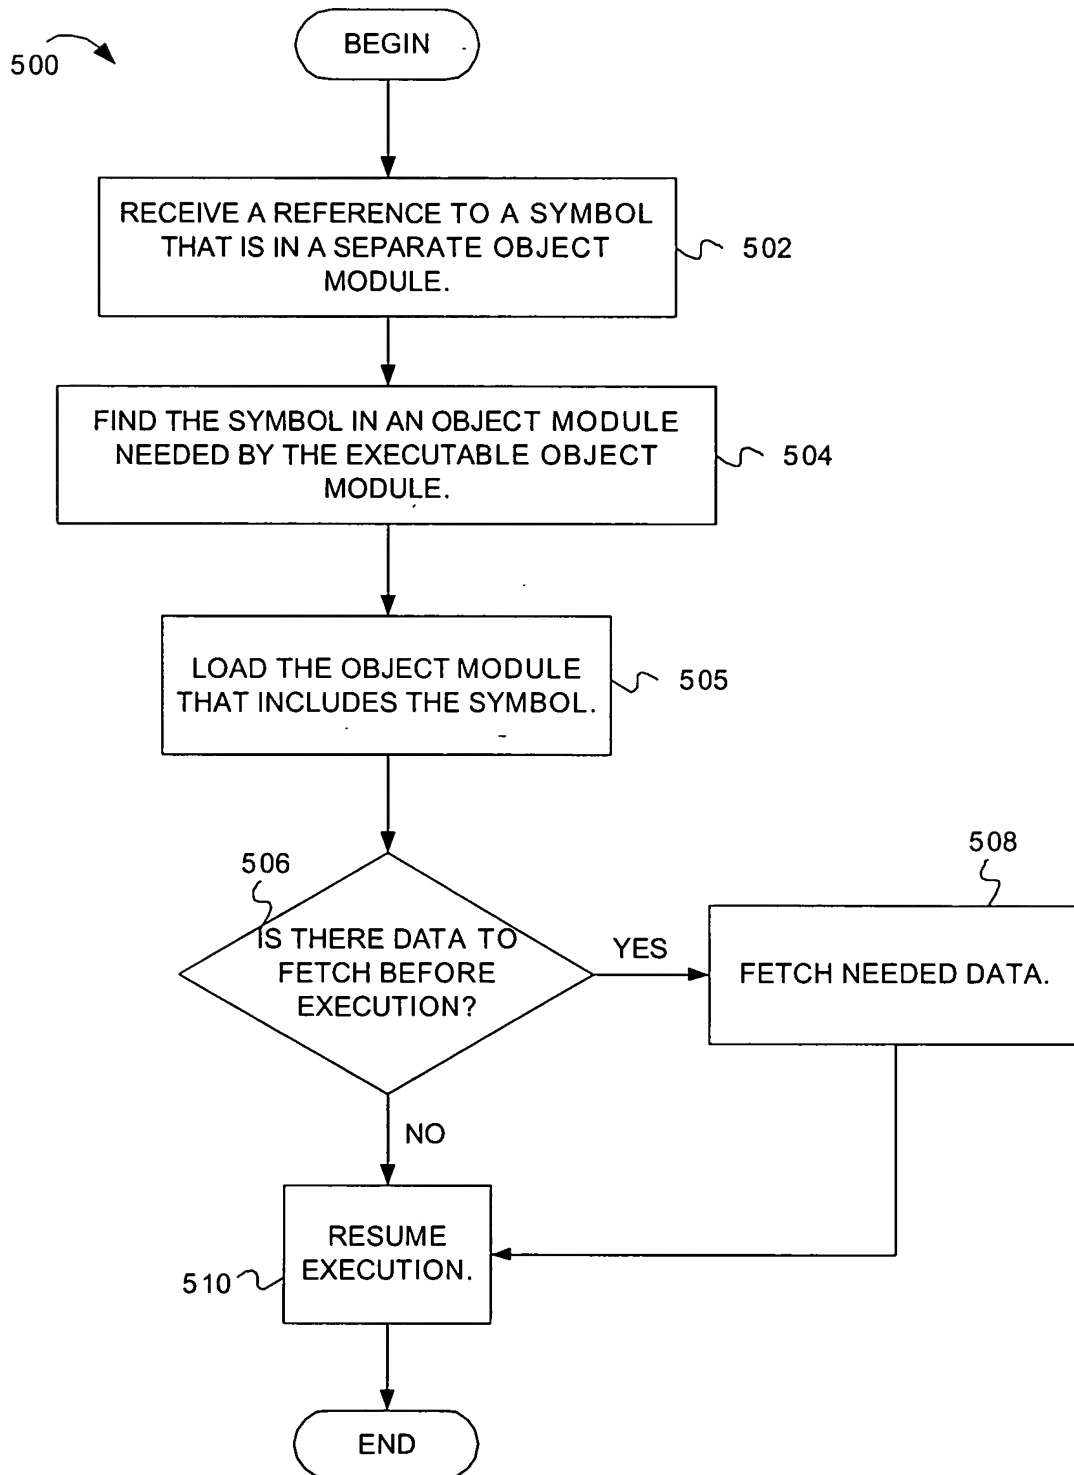 BEGIN
500
RECEIVE A REFERENCE TO A SYMBOL
THAT IS IN A SEPARATE OBJECT
MODULE.
502
FIND THE SYMBOL IN AN OBJECT MODULE
NEEDED BY THE EXECUTABLE OBJECT
MODULE.
504
LOAD THE OBJECT MODULE
THAT INCLUDES THE SYMBOL.
505
506
IS THERE DATA TO
FETCH BEFORE
EXECUTION?
YES
508
FETCH NEEDED DATA.
NO
RESUME
EXECUTION.
510
END